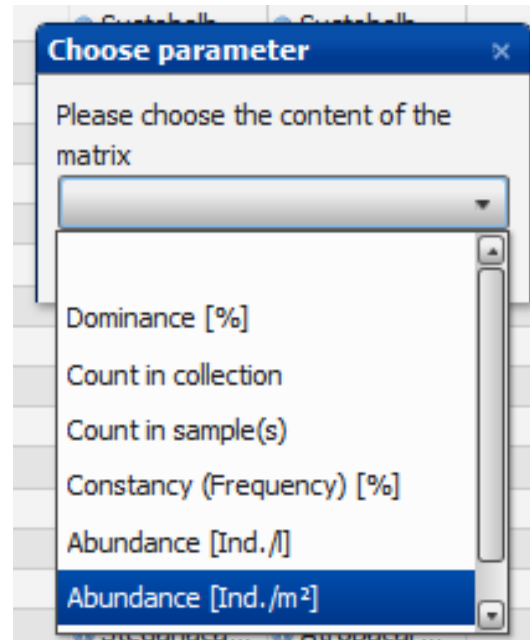 Choose parameter
Please choose the content of the
matrix
Dominance [%]
Count in collection
Count in sample(s)
Constancy (Frequency) [%]
Abundance [Ind./l]
Abundance [Ind./m²]